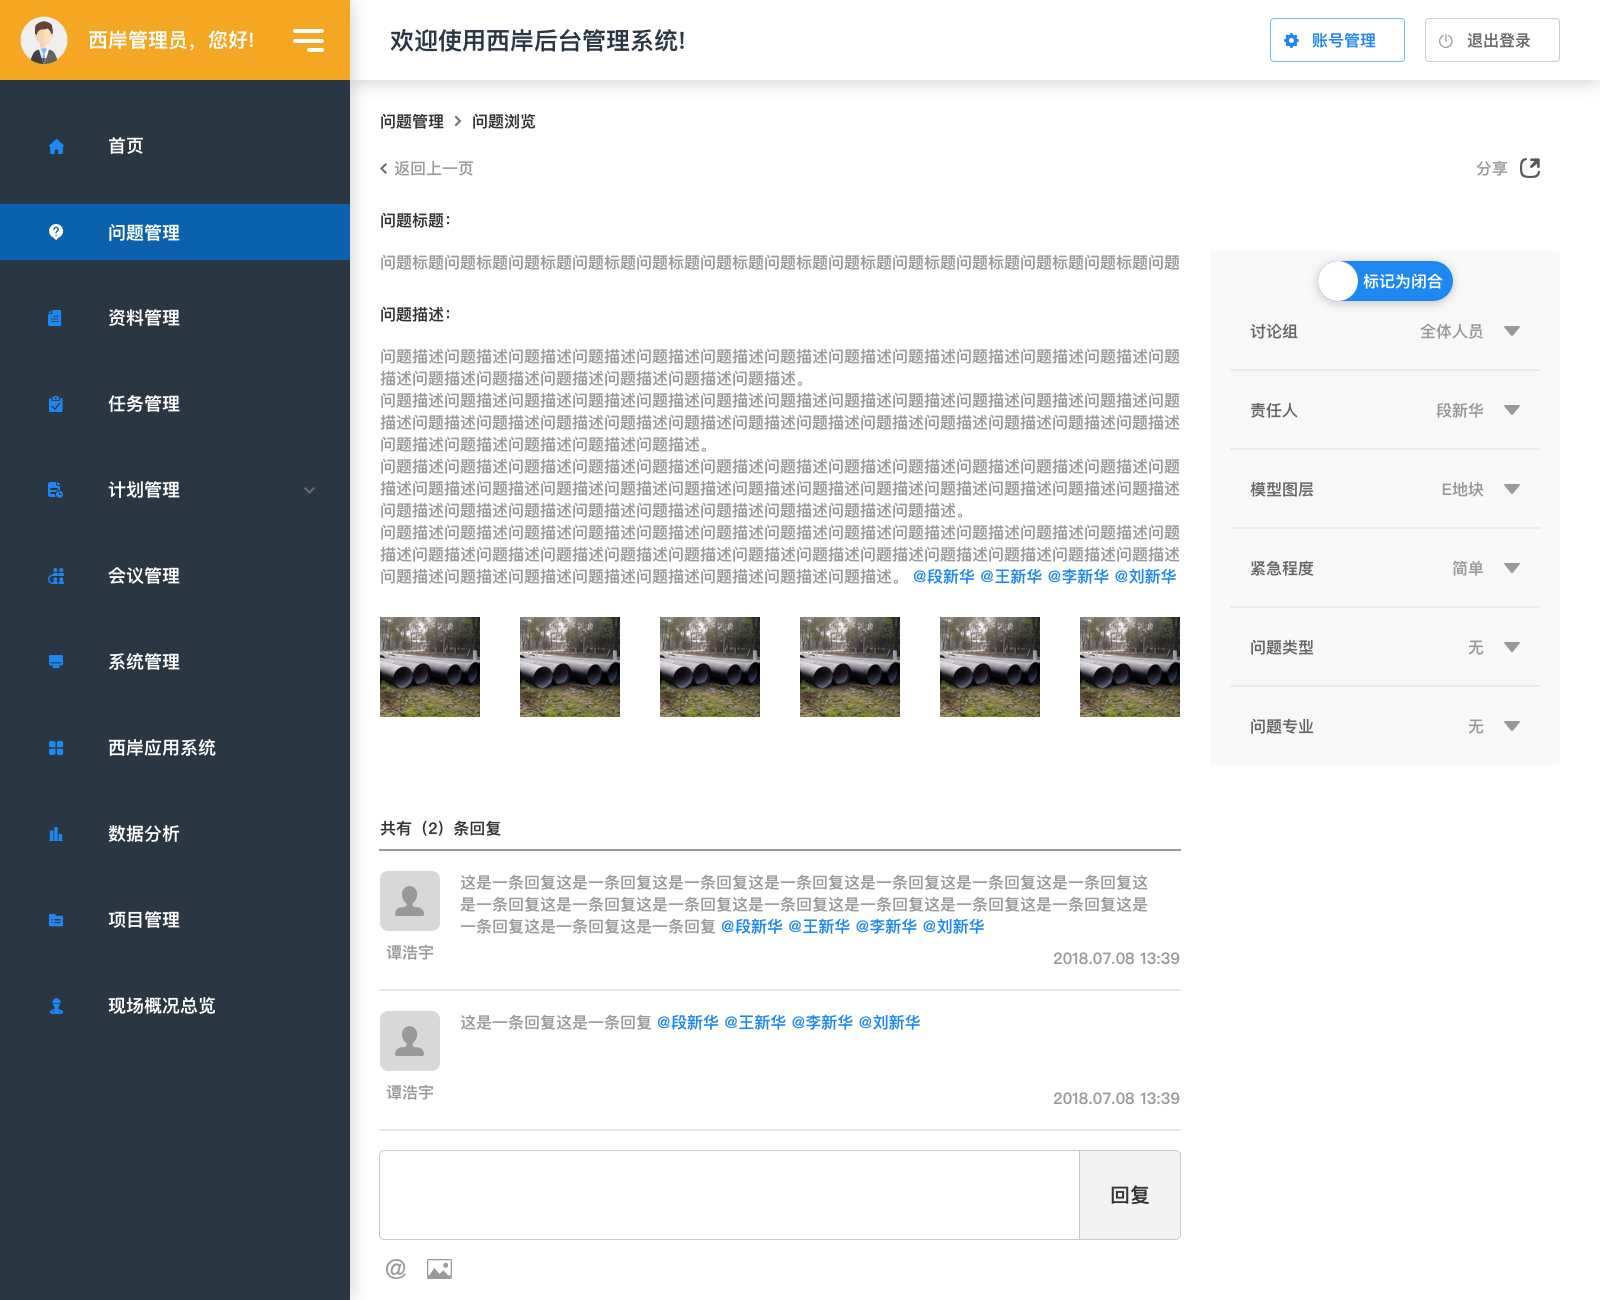 西岸管理员，您好!
欢迎使用西岸后台管理系统!
账号管理
退出登录
首页
问题管理
资料管理
任务管理
计划管理
会议管理
系统管理
西岸应用系统
数据分析
项目管理
现场概况总览
问题管理 > 问题浏览
返回上一页
分享
问题标题：
问题标题问题标题问题标题问题标题问题标题问题标题问题标题问题标题问题标题问题标题问题标题问题标题问题
问题描述：
问题描述问题描述问题描述问题描述问题描述问题描述问题描述问题描述问题描述问题描述问题描述问题描述问题
描述问题描述问题描述问题描述问题描述问题描述问题描述。
问题描述问题描述问题描述问题描述问题描述问题描述问题描述问题描述问题描述问题描述问题描述问题描述问题
描述问题描述问题描述问题描述问题描述问题描述问题描述问题描述问题描述问题描述问题描述问题描述问题描述
问题描述问题描述问题描述问题描述问题描述。
问题描述问题描述问题描述问题描述问题描述问题描述问题描述问题描述问题描述问题描述问题描述问题描述问题
描述问题描述问题描述问题描述问题描述问题描述问题描述问题描述问题描述问题描述问题描述问题描述问题描述
问题描述问题描述问题描述问题描述问题描述问题描述问题描述问题描述问题描述。
问题描述问题描述问题描述问题描述问题描述问题描述问题描述问题描述问题描述问题描述问题描述问题描述问题
描述问题描述问题描述问题描述问题描述问题描述问题描述问题描述问题描述问题描述问题描述问题描述问题描述
问题描述问题描述问题描述问题描述问题描述问题描述问题描述问题描述。 @段新华 @王新华 @李新华 @刘新华
标记为闭合
讨论组 全体人员
责任人 段新华
模型图层 E地块
紧急程度 简单
问题类型 无
问题专业 无
共有（2）条回复
这是一条回复这是一条回复这是一条回复这是一条回复这是一条回复这是一条回复这是一条回复这
是一条回复这是一条回复这是一条回复这是一条回复这是一条回复这是一条回复这是一条回复这是
一条回复这是一条回复这是一条回复 @段新华 @王新华 @李新华 @刘新华
谭浩宇
2018.07.08 13:39
这是一条回复这是一条回复 @段新华 @王新华 @李新华 @刘新华
谭浩宇
2018.07.08 13:39
回复
@